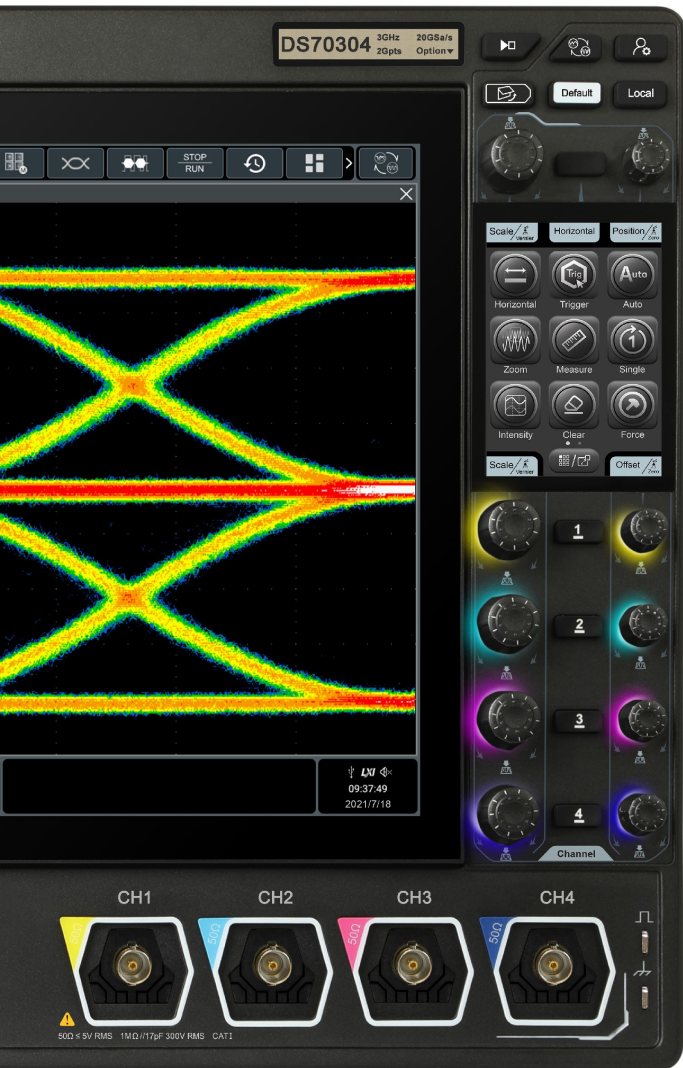 DS70304
3GHz 20GSa/s
2Gpts Option▾
Default Local
STOP
RUN
Scale/ Vernier Horizontal Position/ Zero
Trig
Auto
Horizontal Trigger Auto
1
Zoom Measure Single
Intensity Clear Force
Scale/ Vernier Offset/ Zero
1
2
3
4
Channel
LXI
09:37:49
2021/7/18
CH1 CH2 CH3 CH4
50Ω 50Ω 50Ω 50Ω
50Ω ≤ 5V RMS 1MΩ//17pF 300V RMS CATI